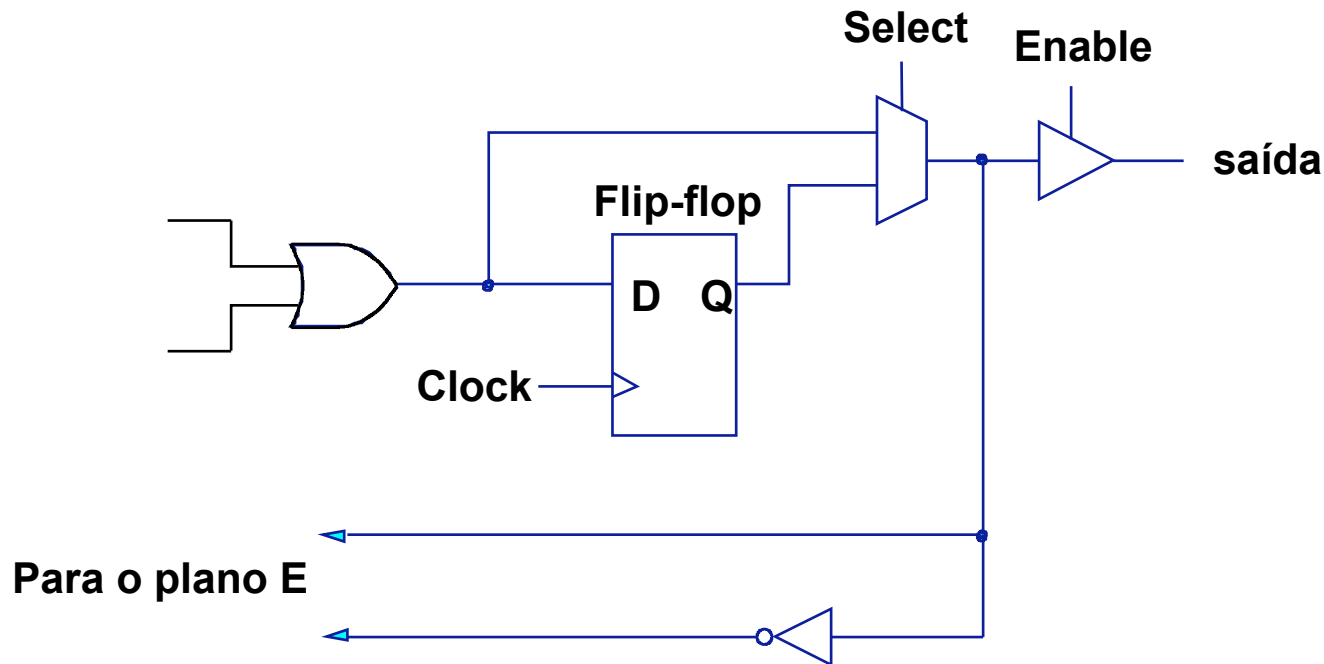 Select
Enable
saída
Flip-flop
D Q
Clock
Para o plano E